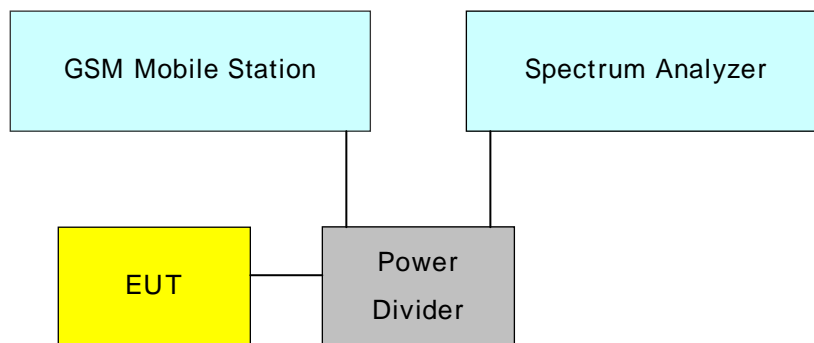 GSM Mobile Station
Spectrum Analyzer
EUT
Power
Divider